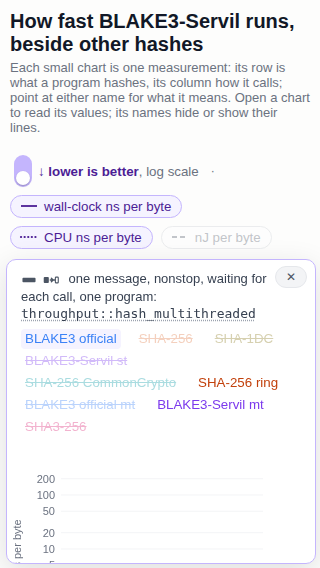 How fast BLAKE3-Servil runs,
beside other hashes
Each small chart is one measurement: its row is
what a program hashes, its column how it calls;
point at either name for what it means. Open a chart
to read its values; its names hide or show their
lines.
↓ lower is better, log scale ·
wall-clock ns per byte
CPU ns per byte
nJ per byte
one message, nonstop, waiting for
each call, one program:
throughput::hash_multithreaded
×
BLAKE3 official SHA-256 SHA-1DC
BLAKE3-Servil st
SHA-256 CommonCrypto SHA-256 ring
BLAKE3 official mt BLAKE3-Servil mt
SHA3-256
200
100
50
20
10
per byte